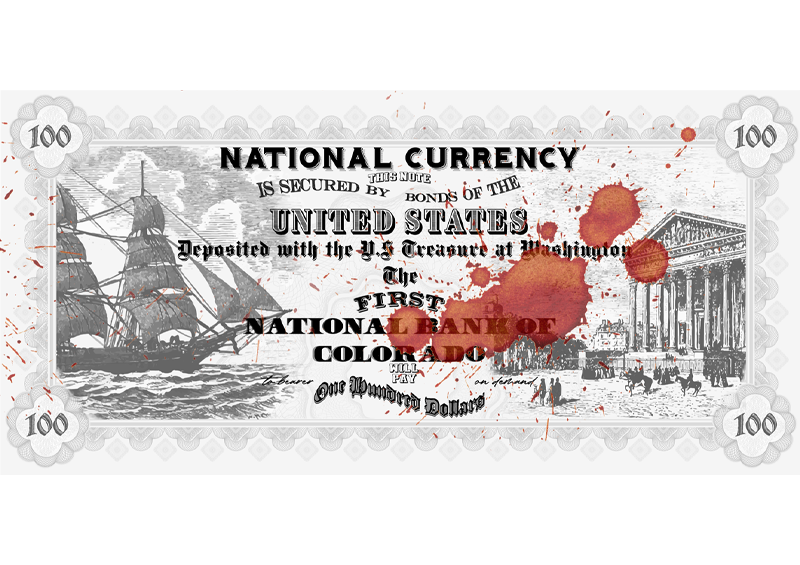 100 100
NATIONAL CURRENCY
THIS NOTE
IS SECURED BY BONDS OF THE
UNITED STATES
Deposited with the U.S Treasure at Washington
The
FIRST
NATIONAL BANK OF
COLORADO
WILL
PAY
to bearer on demand
One Hundred Dollars
100 100